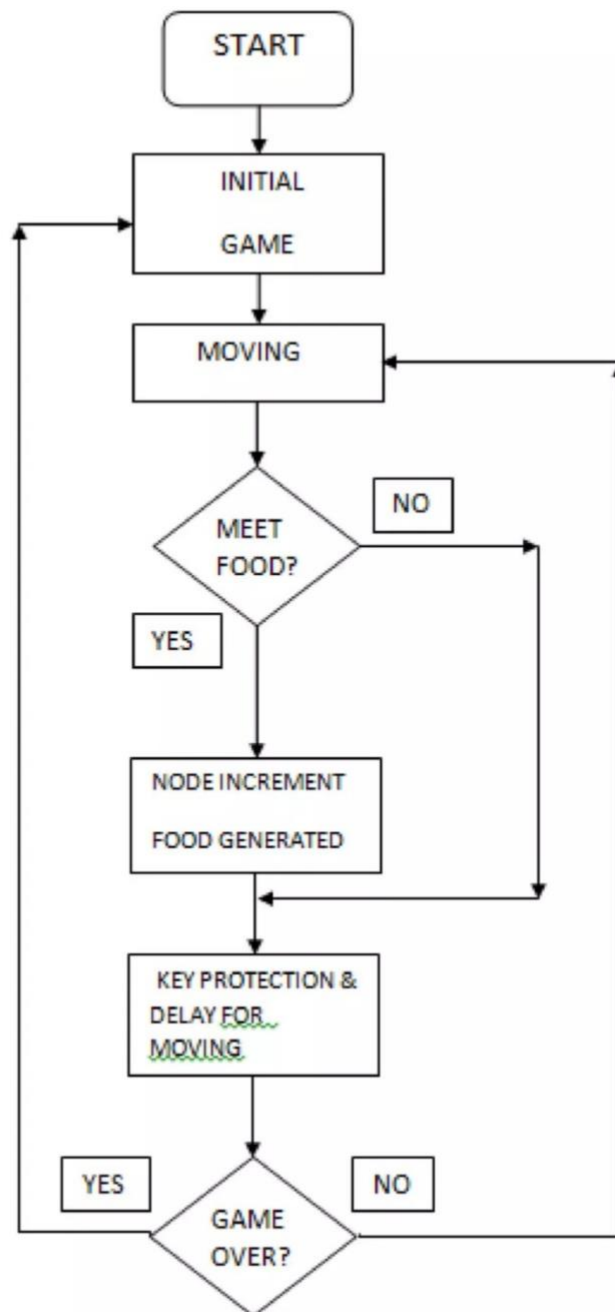 START
INITIAL
GAME
MOVING
NO
MEET
FOOD?
YES
NODE INCREMENT
FOOD GENERATED
KEY PROTECTION &
DELAY FOR
MOVING
YES
NO
GAME
OVER?